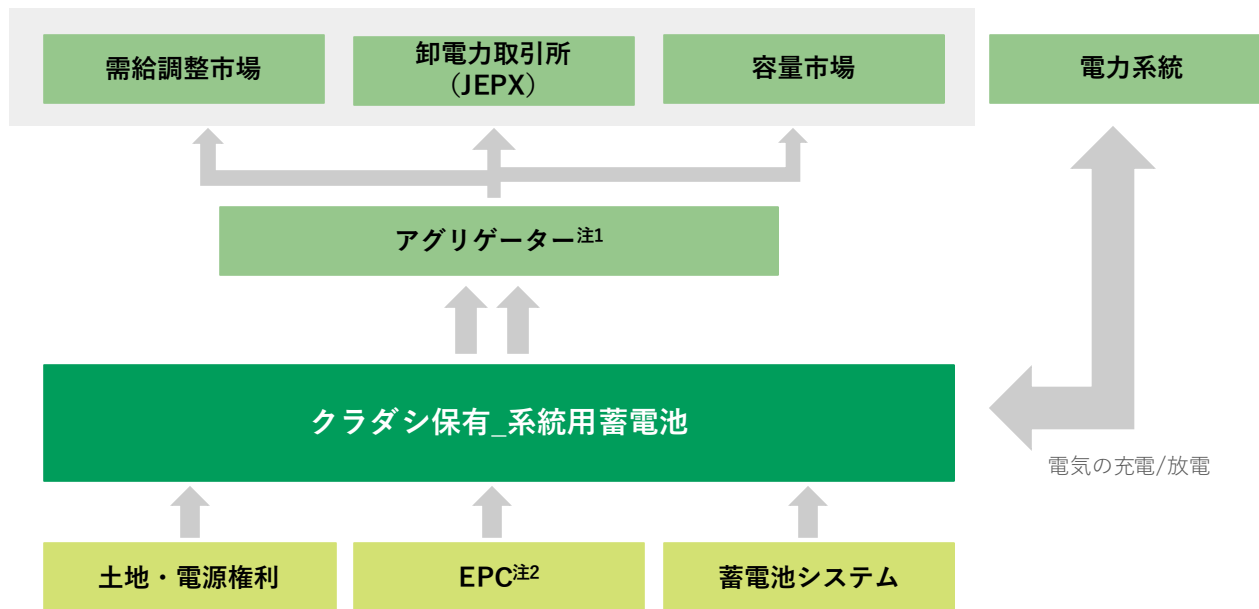 需給調整市場
卸電力取引所
（JEPX）
容量市場
電力系統
アグリゲーター注1
クラダシ保有_系統用蓄電池
電気の充電/放電
土地・電源権利
EPC注2
蓄電池システム